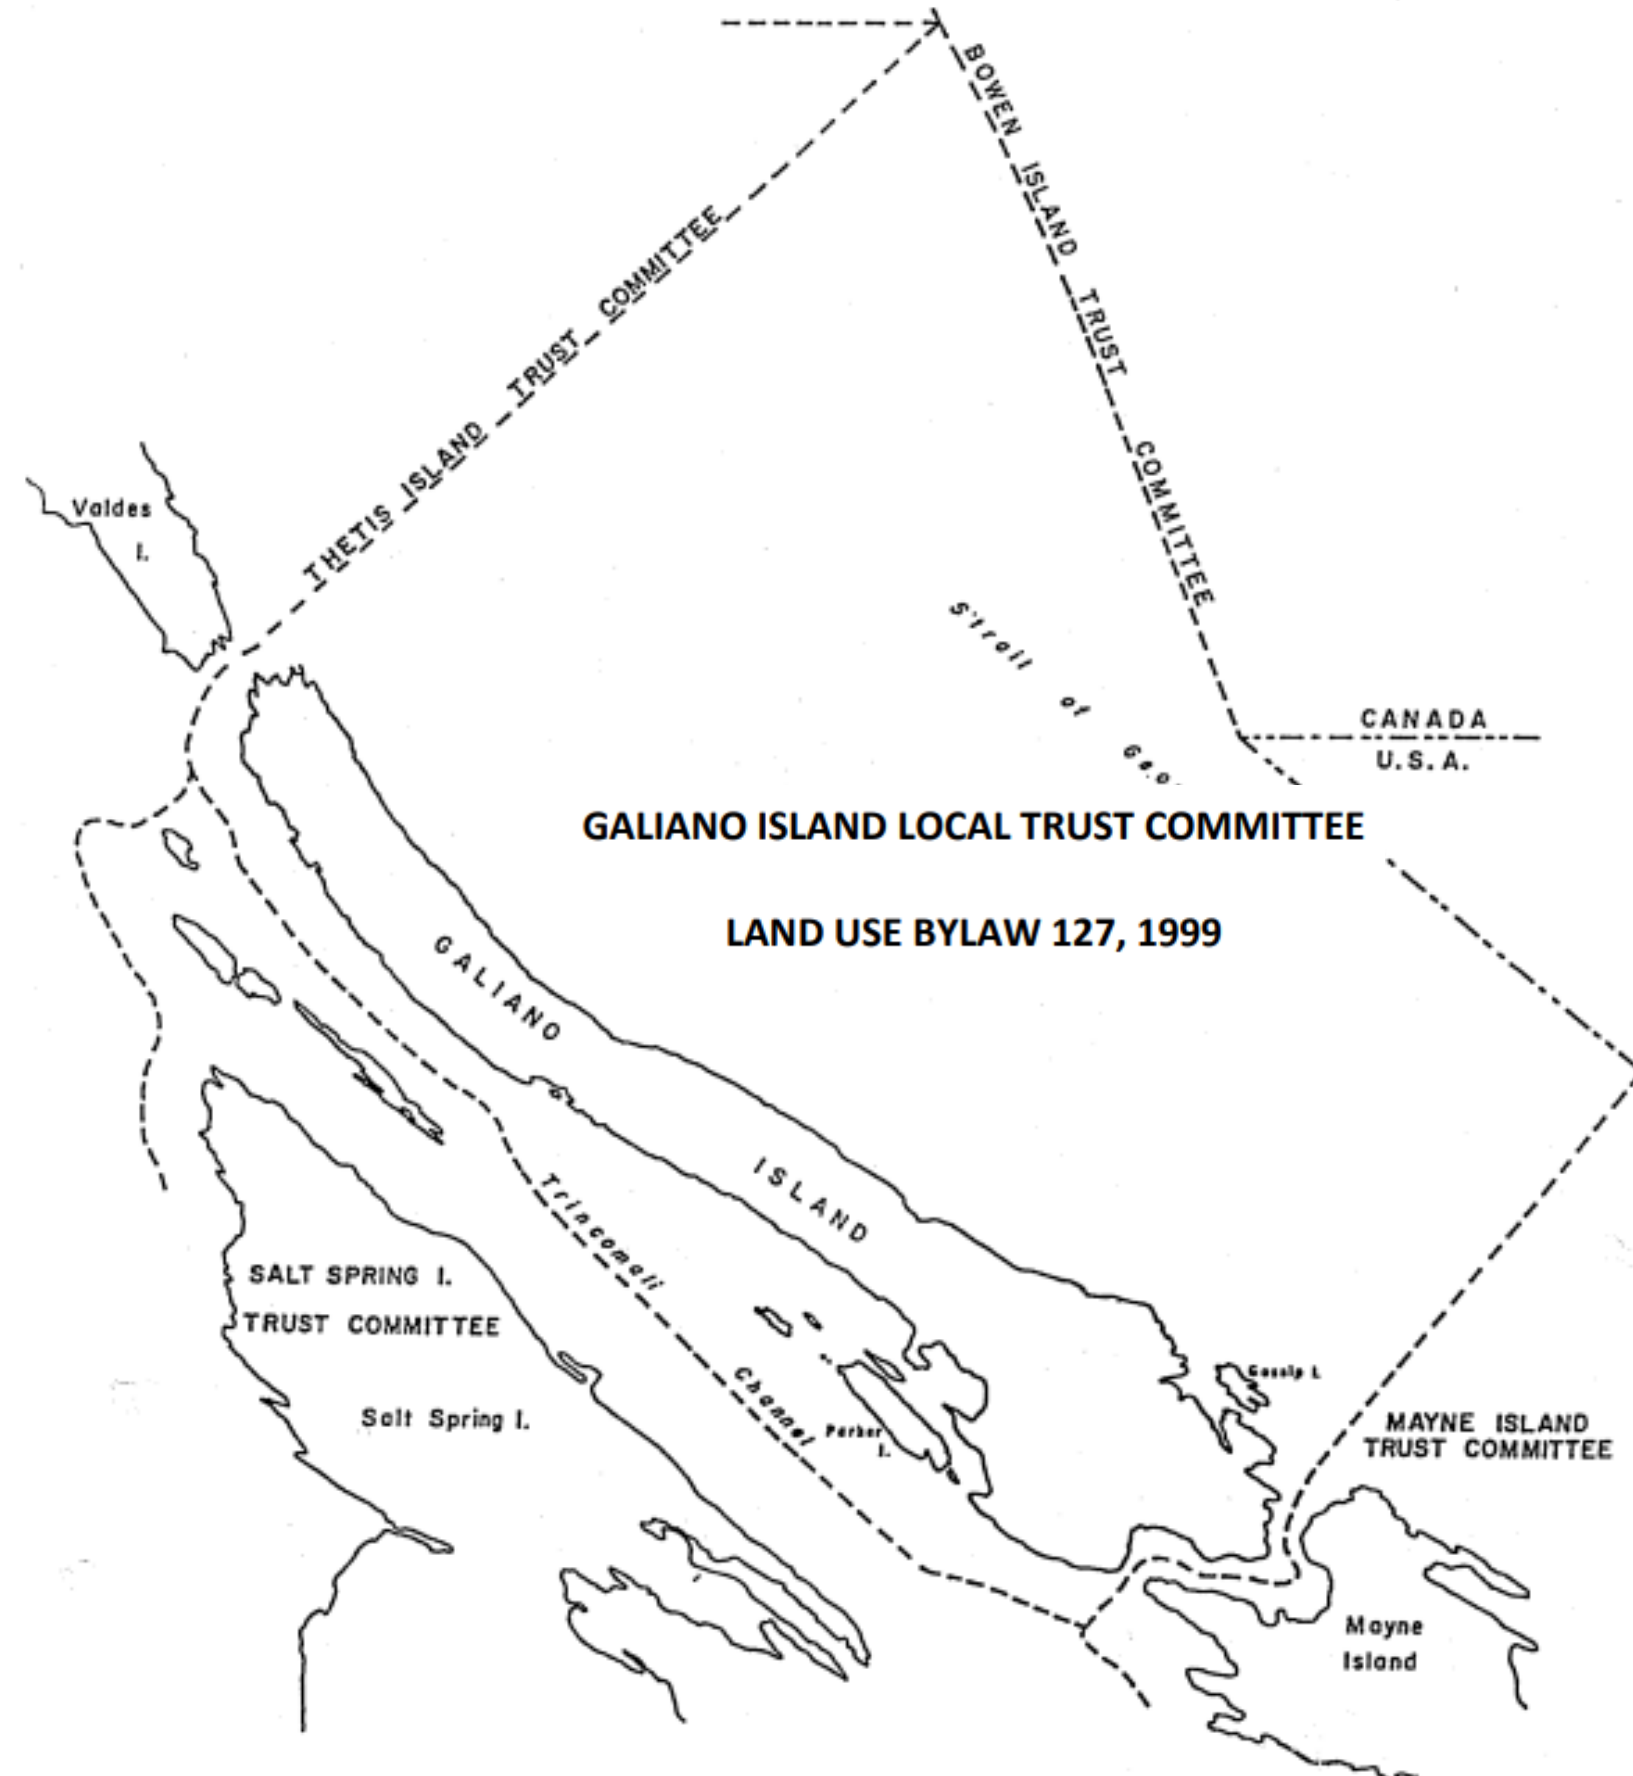 BOWEN ISLAND TRUST COMMITTEE
THETIS ISLAND TRUST COMMITTEE
Valdes
I.
Strait of Geo
CANADA
U.S.A.
GALIANO ISLAND LOCAL TRUST COMMITTEE
LAND USE BYLAW 127, 1999
GALIANO ISLAND
Trincomali Channel
SALT SPRING I.
TRUST COMMITTEE
Salt Spring I.
Parker
I.
Gossip I.
MAYNE ISLAND
TRUST COMMITTEE
Mayne
Island